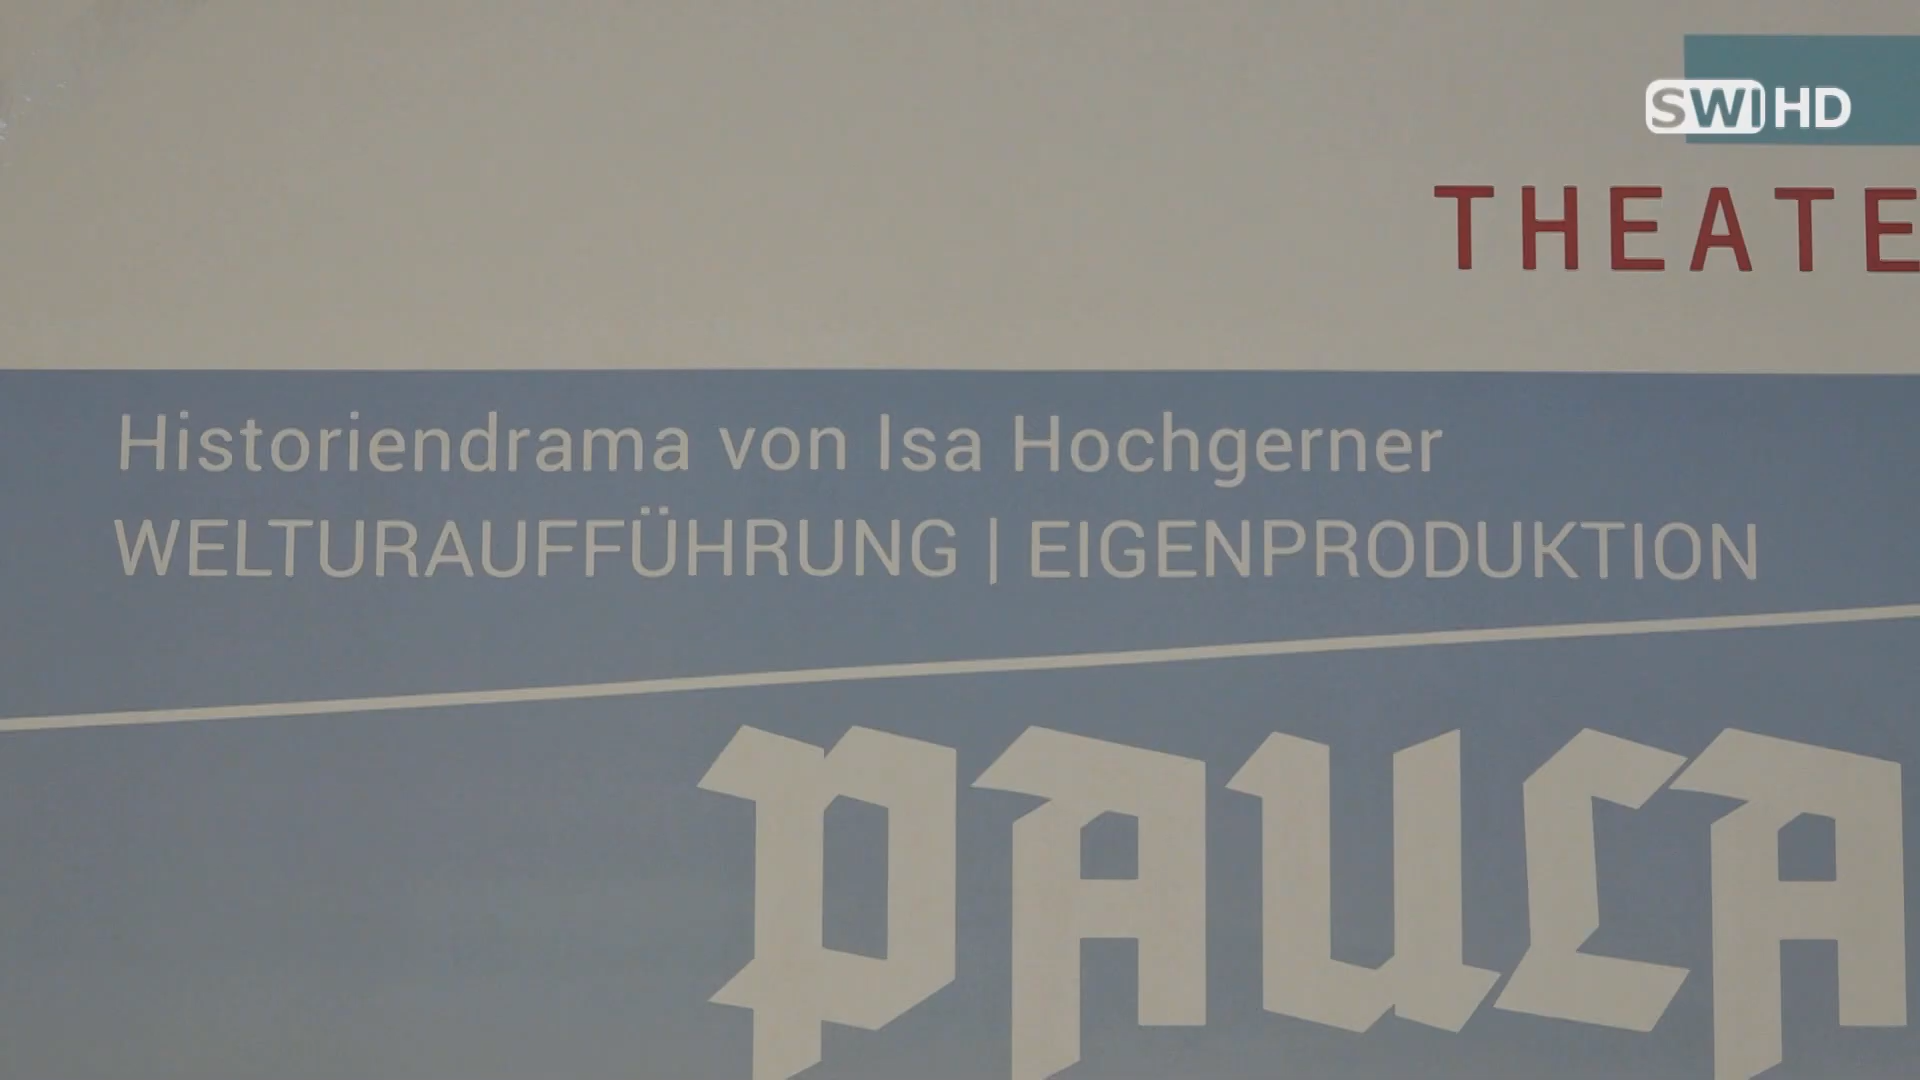 SWI HD
THEATE
Historiendrama von Isa Hochgerner
WELTURAUFFÜHRUNG | EIGENPRODUKTION
PAULA